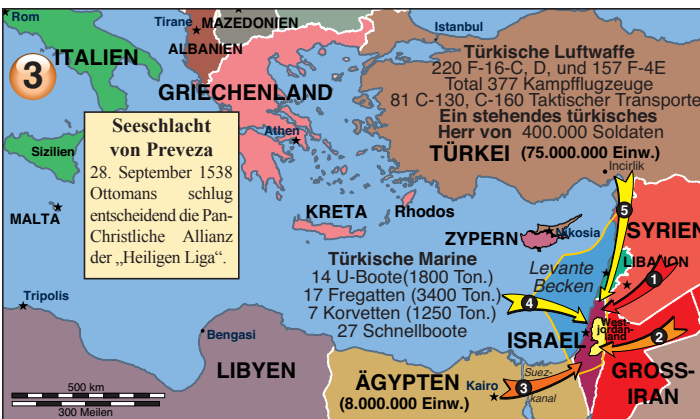 Rom
Tirane
MAZEDONIEN
Istanbul
ITALIEN
ALBANIEN
3
GRIECHENLAND
Türkische Luftwaffe
220 F-16-C, D, und 157 F-4E
Total 377 Kampfflugzeuge
81 C-130, C-160 Taktischer Transporte
Ein stehendes türkisches
Herr von 400.000 Soldaten
TÜRKEI (75.000.000 Einw.)
Seeschlacht
von Preveza
28. September 1538
Ottomans schlug
entscheidend die Pan-
Christliche Allianz
der „Heiligen Liga“.
Athen
Sizilien
Incirlik
MALTA
KRETA
Rhodos
ZYPERN
Nikosia
5
SYRIEN
LIBANON
Levante
Becken
1
Türkische Marine
14 U-Boote(1800 Ton.)
17 Fregatten (3400 Ton.)
7 Korvetten (1250 Ton.)
27 Schnellboote
4
Tripolis
Bengasi
West-
jordan-
land
2
ISRAEL
LIBYEN
ÄGYPTEN
(8.000.000 Einw.)
Kairo
Suez-
kanal
3
GROSS-
IRAN
500 km
300 Meilen